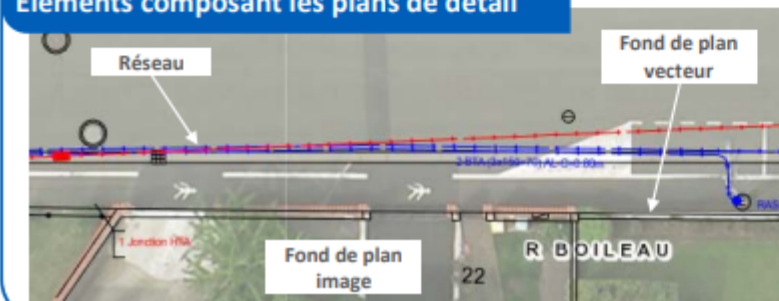 Eléments composant les plans de détail
Fond de plan
vecteur
Réseau
2 BTA (3x150+70) AL-C=0.80m
RAS
1 Jonction HTA
Fond de plan
image
R BOILEAU
22